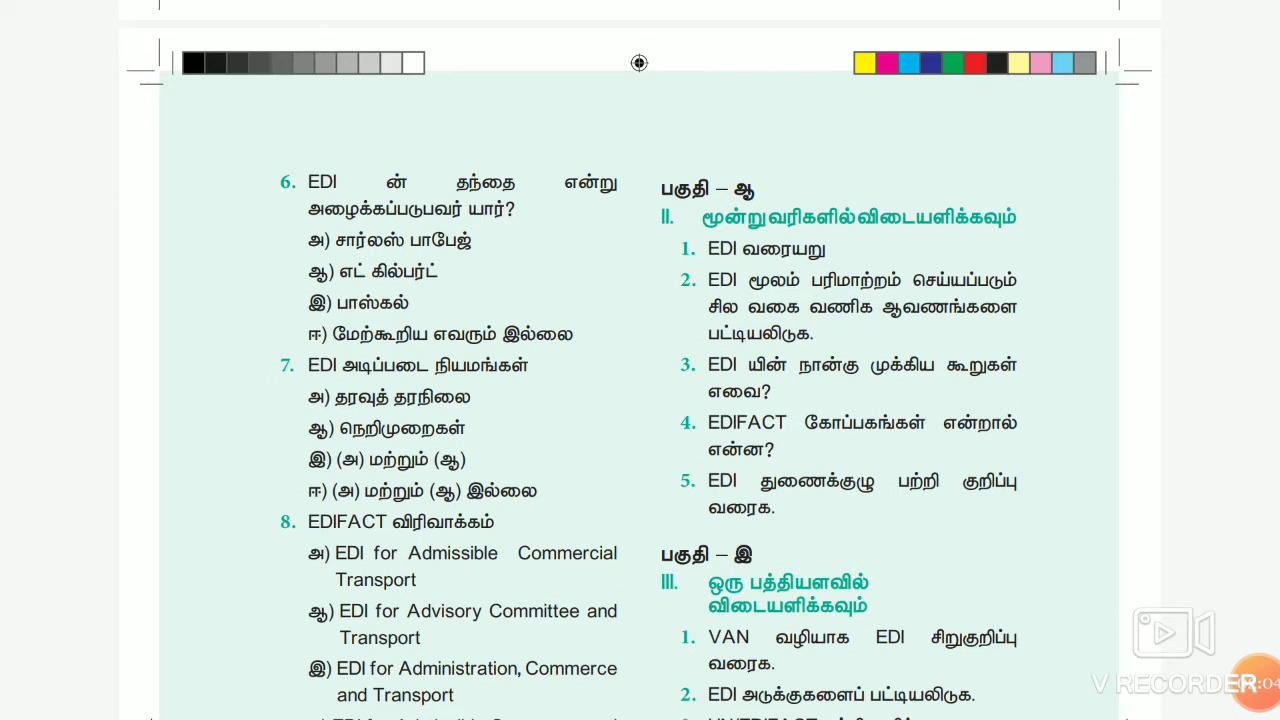 6. EDI ன் தந்தை என்று
அழைக்கப்படுபவர் யார்?
அ) சார்லஸ் பாபேஜ்
ஆ) எட் கில்பர்ட்
இ) பாஸ்கல்
ஈ) மேற்கூறிய எவரும் இல்லை
7. EDI அடிப்படை நியமங்கள்
அ) தரவுத் தரநிலை
ஆ) நெறிமுறைகள்
இ) (அ) மற்றும் (ஆ)
ஈ) (அ) மற்றும் (ஆ) இல்லை
8. EDIFACT விரிவாக்கம்
அ) EDI for Admissible Commercial
Transport
ஆ) EDI for Advisory Committee and
Transport
இ) EDI for Administration, Commerce
and Transport
பகுதி – ஆ
II. மூன்று வரிகளில் விடையளிக்கவும்
1. EDI வரையறு
2. EDI மூலம் பரிமாற்றம் செய்யப்படும்
சில வகை வணிக ஆவணங்களை
பட்டியலிடுக.
3. EDI யின் நான்கு முக்கிய கூறுகள்
எவை?
4. EDIFACT கோப்பகங்கள் என்றால்
என்ன?
5. EDI துணைக்குழு பற்றி குறிப்பு
வரைக.
பகுதி – இ
III. ஒரு பத்தியளவில்
விடையளிக்கவும்
1. VAN வழியாக EDI சிறுகுறிப்பு
வரைக.
2. EDI அடுக்குகளைப் பட்டியலிடுக.
V RECORDER
:04